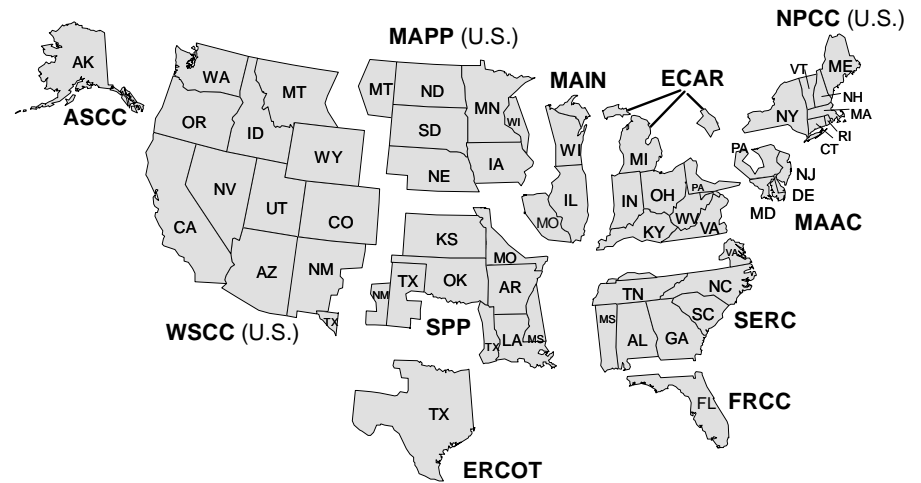 NPCC (U.S.)
MAPP (U.S.)
AK
ASCC
WA
MT
OR
ID
WY
NV
UT
CO
CA
AZ
NM
TX
WSCC (U.S.)
MT
ND
MN
WI
SD
IA
NE
MAIN
WI
IL
MO
ECAR
MI
IN
OH
PA
WV
KY
VA
ME
VT
NH
NY
MA
RI
CT
PA
NJ
DE
MD
MAAC
KS
MO
NM
TX
OK
AR
TX
LA
MS
SPP
VA
TN
NC
SC
MS
AL
GA
SERC
FL
FRCC
TX
ERCOT